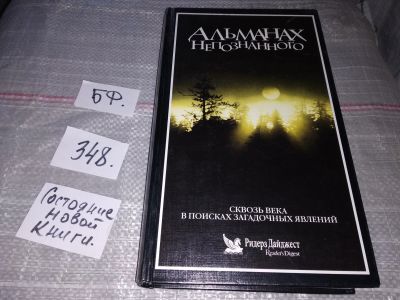 БФ.
348.
Состояние
новой
книги.
АЛЬМАНАХ
НЕПОЗНАННОГО
СКВОЗЬ ВЕКА
В ПОИСКАХ ЗАГАДОЧНЫХ ЯВЛЕНИЙ
Ридерз Дайджест
Reader's Digest